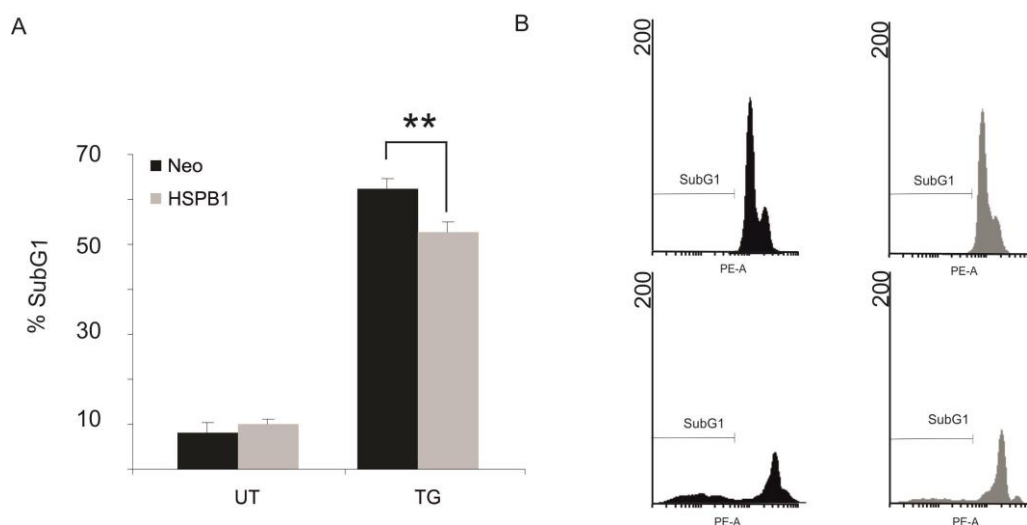 A
**
70
50
30
10
% SubG1
Neo
HSPB1
UT
TG
B
200
SubG1
PE-A
200
SubG1
PE-A
200
SubG1
PE-A
200
SubG1
PE-A